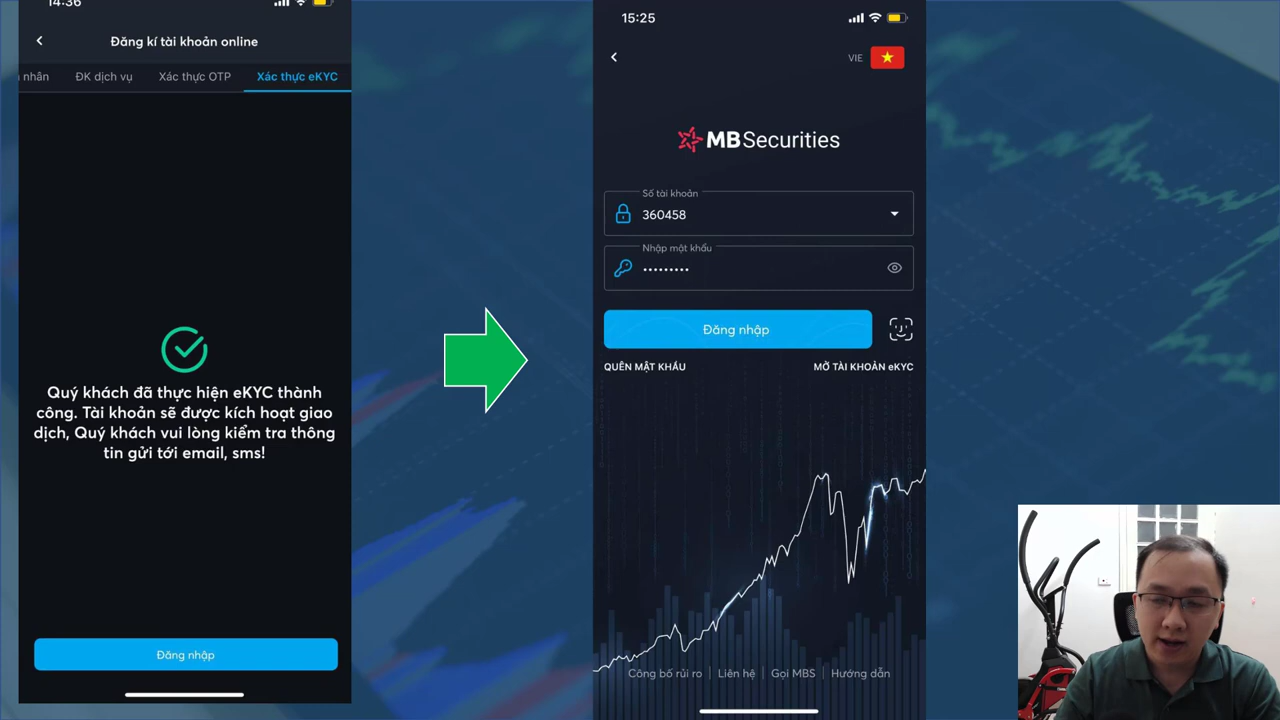 14:36
Đăng kí tài khoản online
nhân
ĐK dịch vụ
Xác thực OTP
Xác thực eKYC
Quý khách đã thực hiện eKYC thành
công. Tài khoản sẽ được kích hoạt giao
dịch, Quý khách vui lòng kiểm tra thông
tin gửi tới email, sms!
Đăng nhập
15:25
VIE
MBSecurities
Số tài khoản
360458
Nhập mật khẩu
•••••••••
Đăng nhập
QUÊN MẬT KHẨU
MỞ TÀI KHOẢN eKYC
Công bố rủi ro
Liên hệ
Gọi MBS
Hướng dẫn